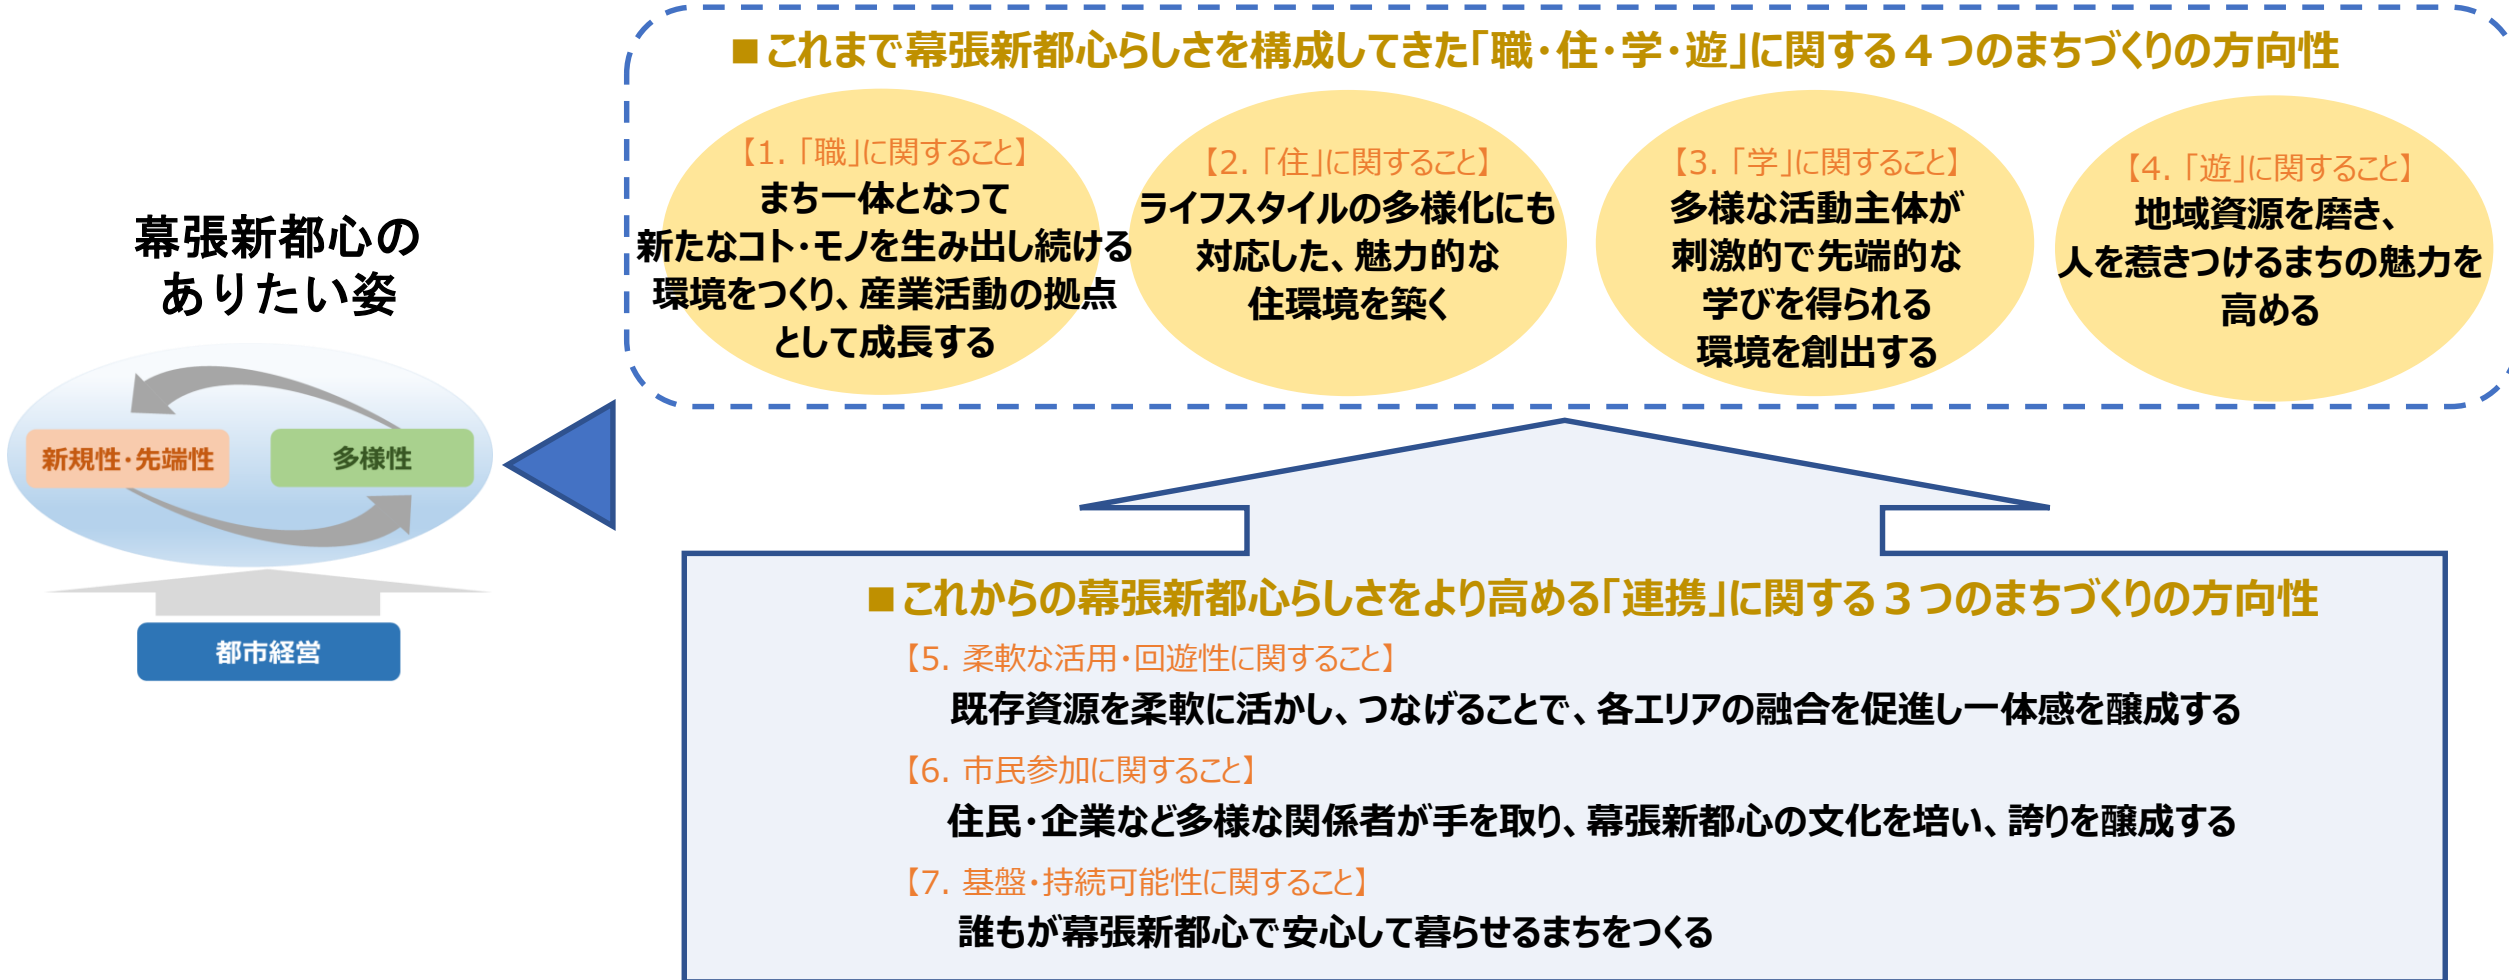 ■これまで幕張新都心らしさを構成してきた「職・住・学・遊」に関する４つのまちづくりの方向性
【1. 「職」に関すること】
まち一体となって
新たなコト・モノを生み出し続ける
環境をつくり、産業活動の拠点
として成長する
【2. 「住」に関すること】
ライフスタイルの多様化にも
対応した、魅力的な
住環境を築く
【3. 「学」に関すること】
多様な活動主体が
刺激的で先端的な
学びを得られる
環境を創出する
【4. 「遊」に関すること】
地域資源を磨き、
人を惹きつけるまちの魅力を
高める
幕張新都心の
ありたい姿
新規性・先端性
多様性
都市経営
■これからの幕張新都心らしさをより高める「連携」に関する３つのまちづくりの方向性
【5. 柔軟な活用・回遊性に関すること】
既存資源を柔軟に活かし、つなげることで、各エリアの融合を促進し一体感を醸成する
【6. 市民参加に関すること】
住民・企業など多様な関係者が手を取り、幕張新都心の文化を培い、誇りを醸成する
【7. 基盤・持続可能性に関すること】
誰もが幕張新都心で安心して暮らせるまちをつくる